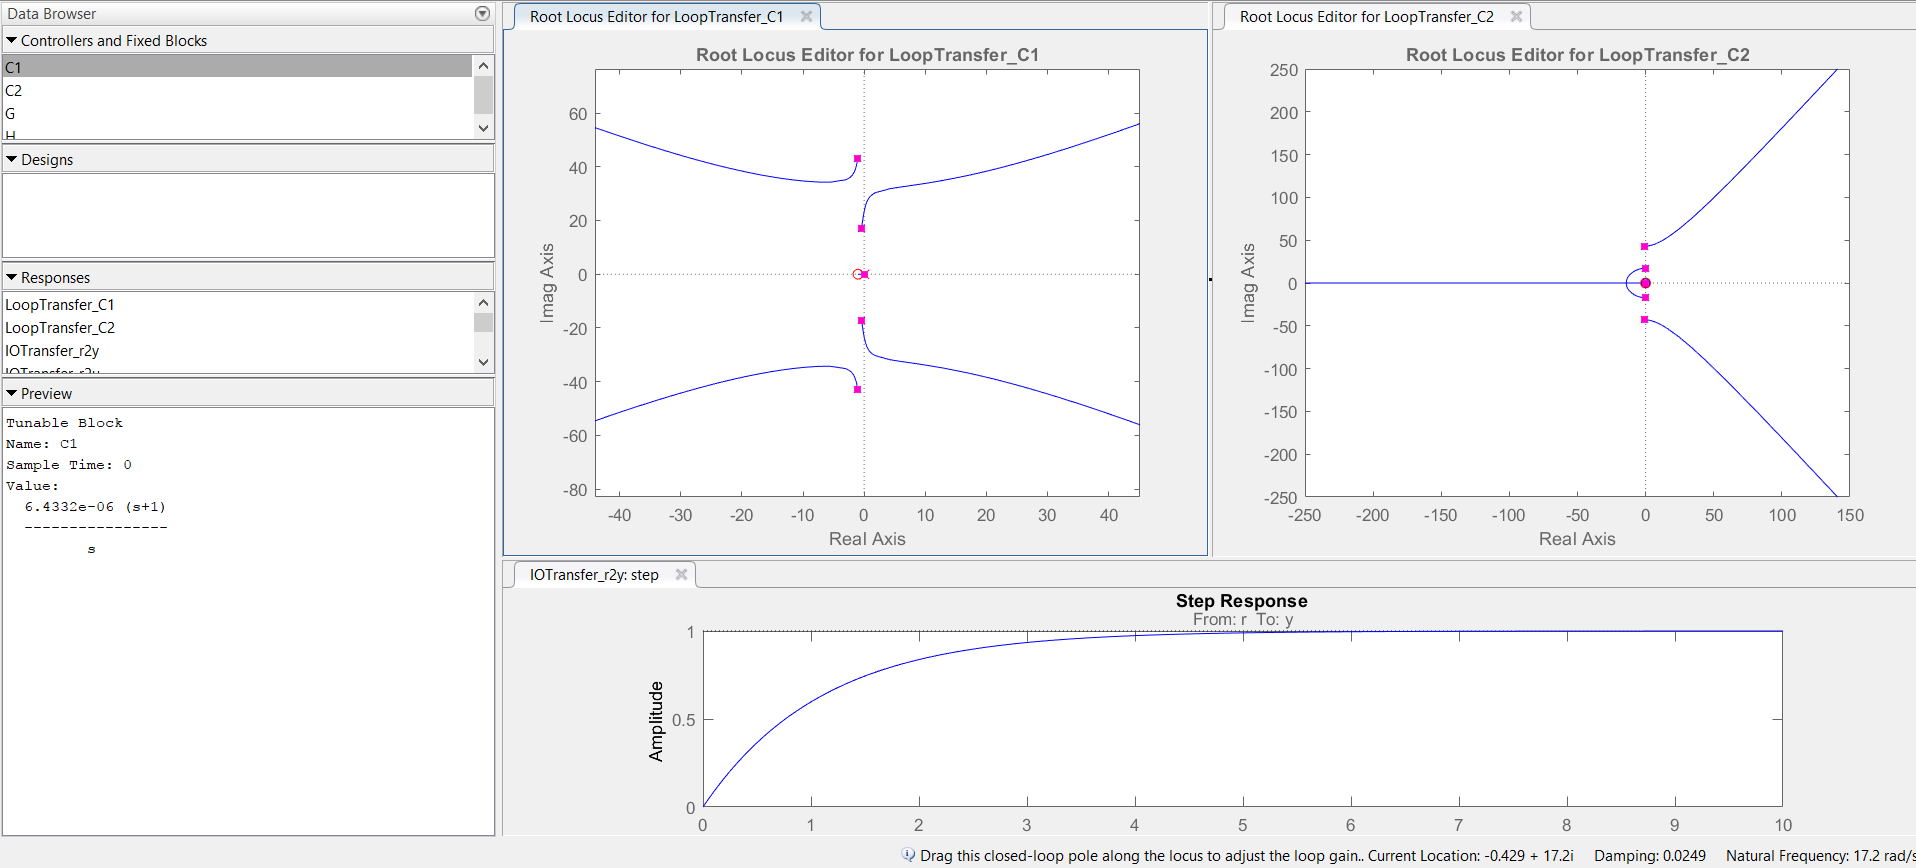 Data Browser
Controllers and Fixed Blocks
C1
C2
G
H
Designs
Responses
LoopTransfer_C1
LoopTransfer_C2
IOTransfer_r2y
IOTransfer_r2u
Preview
Tunable Block
Name: C1
Sample Time: 0
Value:
6.4332e-06 (s+1)
----------------
s
Root Locus Editor for LoopTransfer_C1
Root Locus Editor for LoopTransfer_C1
60
40
20
0
-20
-40
-60
-80
Imag Axis
-40 -30 -20 -10 0 10 20 30 40
Real Axis
Root Locus Editor for LoopTransfer_C2
Root Locus Editor for LoopTransfer_C2
250
200
150
100
50
0
-50
-100
-150
-200
-250
Imag Axis
-250 -200 -150 -100 -50 0 50 100 150
Real Axis
IOTransfer_r2y: step
Step Response
From: r To: y
1
0.5
0
Amplitude
0 1 2 3 4 5 6 7 8 9 10
Drag this closed-loop pole along the locus to adjust the loop gain.. Current Location: -0.429 + 17.2i Damping: 0.0249 Natural Frequency: 17.2 rad/s